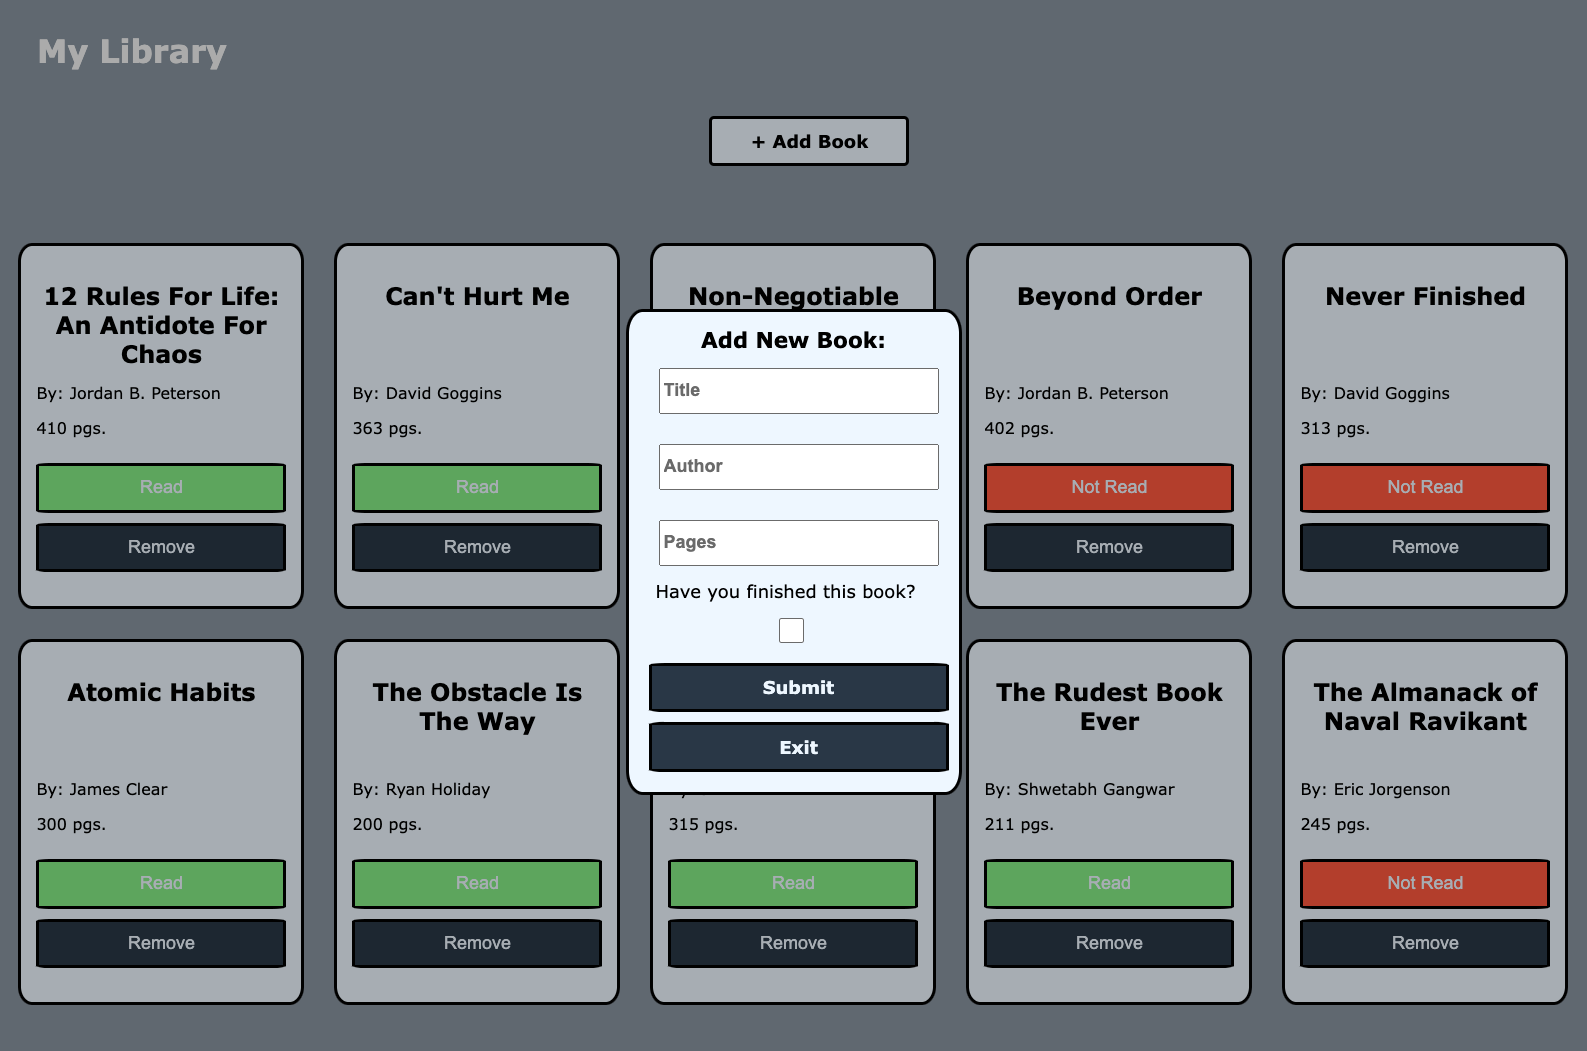 My Library
+ Add Book
12 Rules For Life:
An Antidote For
Chaos
By: Jordan B. Peterson
410 pgs.
Read
Remove
Can't Hurt Me
By: David Goggins
363 pgs.
Read
Remove
Non-Negotiable
Add New Book:
Title
Author
Pages
Have you finished this book?
Submit
Exit
Beyond Order
By: Jordan B. Peterson
402 pgs.
Not Read
Remove
Never Finished
By: David Goggins
313 pgs.
Not Read
Remove
Atomic Habits
By: James Clear
300 pgs.
Read
Remove
The Obstacle Is
The Way
By: Ryan Holiday
200 pgs.
Read
Remove
315 pgs.
Read
Remove
The Rudest Book
Ever
By: Shwetabh Gangwar
211 pgs.
Read
Remove
The Almanack of
Naval Ravikant
By: Eric Jorgenson
245 pgs.
Not Read
Remove